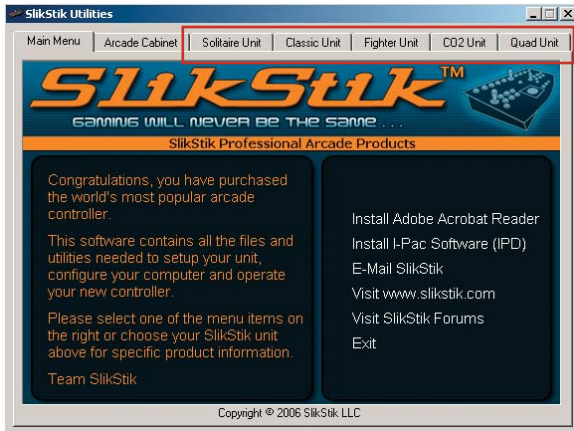 SlikStik Utilities
Main Menu
Arcade Cabinet
Solitaire Unit
Classic Unit
Fighter Unit
CO2 Unit
Quad Unit
SlikStik™
GAMING WILL NEVER BE THE SAME . . .
SlikStik Professional Arcade Products
Congratulations, you have purchased
the world's most popular arcade
controller.
This software contains all the files and
utilities needed to setup your unit,
configure your computer and operate
your new controller.
Please select one of the menu items on
the right or choose your SlikStik unit
above for specific product information.
Team SlikStik
Install Adobe Acrobat Reader
Install I-Pac Software (IPD)
E-Mail SlikStik
Visit www.slikstik.com
Visit SlikStik Forums
Exit
Copyright © 2006 SlikStik LLC